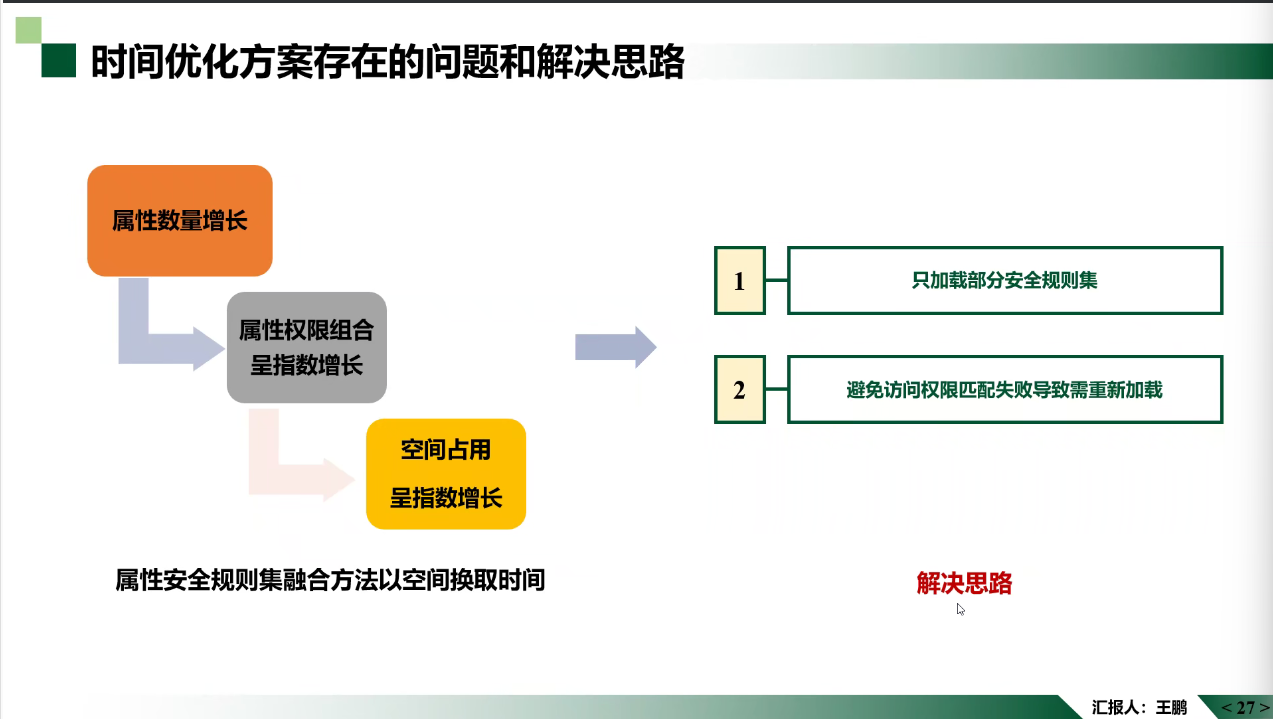 时间优化方案存在的问题和解决思路
属性数量增长
属性权限组合
呈指数增长
空间占用
呈指数增长
属性安全规则集融合方法以空间换取时间
1
只加载部分安全规则集
2
避免访问权限匹配失败导致需重新加载
解决思路
汇报人：王鹏
< 27 >